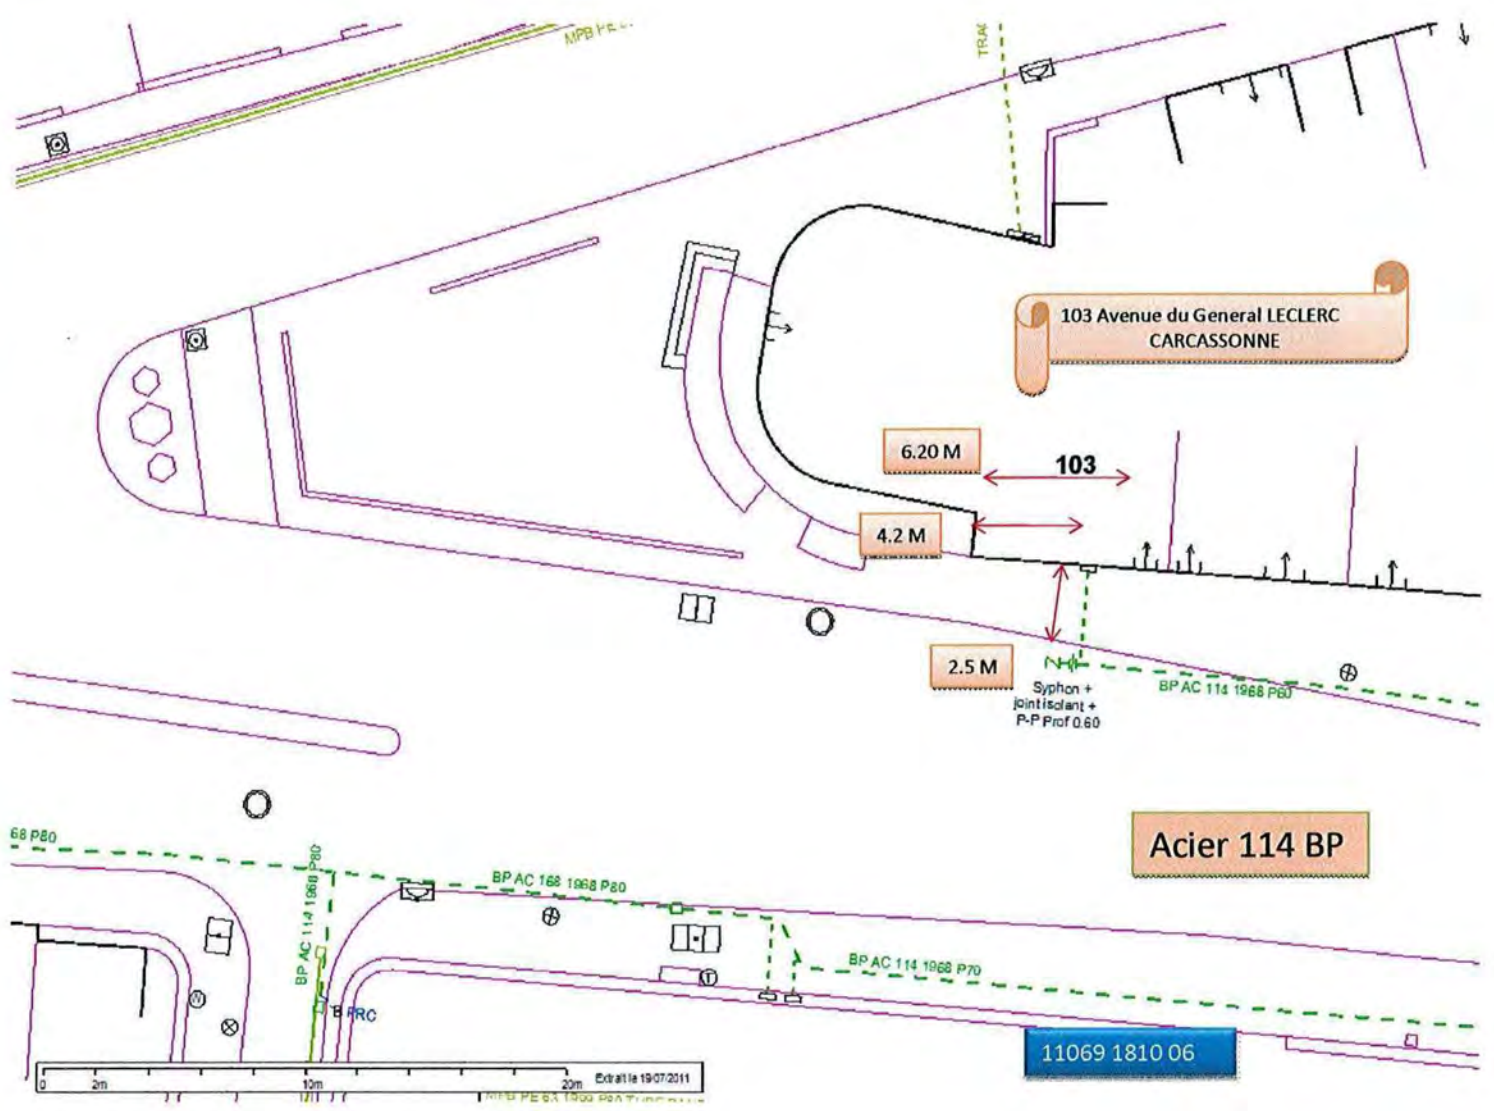 MPB PE
TRA
103 Avenue du General LECLERC
CARCASSONNE
6.20 M
103
4.2 M
2.5 M
Syphon +
joint isolant +
P-P Prof 0.60
BP AC 114 1968 P60
Acier 114 BP
68 P80
BP AC 114 1968 P80
BP AC 168 1968 P80
BP AC 114 1968 P70
B PRC
11069 1810 06
0 2m 10m 20m Extrait le 19/07/2011